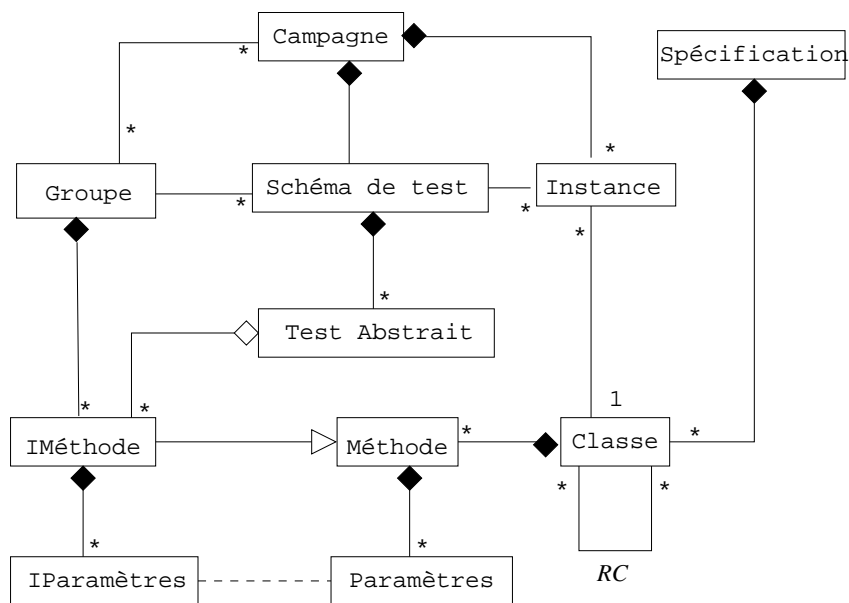 Campagne
Spécification
*
*
*
Groupe
Schéma de test
Instance
*
*
*
*
Test Abstrait
1
*
*
*
*
IMéthode
Méthode
Classe
*
*
*
*
IParamètres
Paramètres
RC